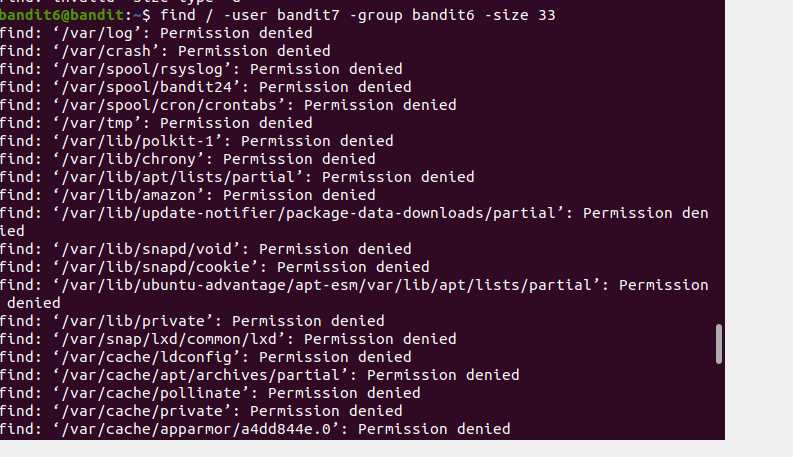 find: invalid -size type `d'
bandit6@bandit:~$ find / -user bandit7 -group bandit6 -size 33
find: ‘/var/log’: Permission denied
find: ‘/var/crash’: Permission denied
find: ‘/var/spool/rsyslog’: Permission denied
find: ‘/var/spool/bandit24’: Permission denied
find: ‘/var/spool/cron/crontabs’: Permission denied
find: ‘/var/tmp’: Permission denied
find: ‘/var/lib/polkit-1’: Permission denied
find: ‘/var/lib/chrony’: Permission denied
find: ‘/var/lib/apt/lists/partial’: Permission denied
find: ‘/var/lib/amazon’: Permission denied
find: ‘/var/lib/update-notifier/package-data-downloads/partial’: Permission den
ied
find: ‘/var/lib/snapd/void’: Permission denied
find: ‘/var/lib/snapd/cookie’: Permission denied
find: ‘/var/lib/ubuntu-advantage/apt-esm/var/lib/apt/lists/partial’: Permission
 denied
find: ‘/var/lib/private’: Permission denied
find: ‘/var/snap/lxd/common/lxd’: Permission denied
find: ‘/var/cache/ldconfig’: Permission denied
find: ‘/var/cache/apt/archives/partial’: Permission denied
find: ‘/var/cache/pollinate’: Permission denied
find: ‘/var/cache/private’: Permission denied
find: ‘/var/cache/apparmor/a4dd844e.0’: Permission denied